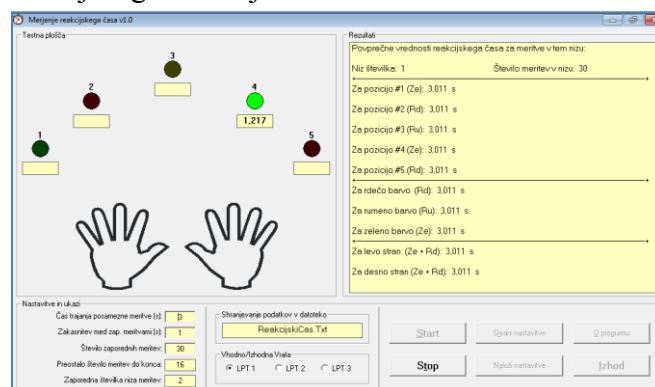 Merjenje reakcijskega časa v1.0
Testna plošča
3
2
4
1,217
1
5
Rezultati
Povprečne vrednosti reakcijskega časa za meritve v tem nizu:
Niz številka: 1 Število meritev v nizu: 30
Za pozicijo #1 (Ze): 3,011 s
Za pozicijo #2 (Rd): 3,011 s
Za pozicijo #3 (Ru): 3,011 s
Za pozicijo #4 (Ze): 3,011 s
Za pozicijo #5 (Rd): 3,011 s
Za rdečo barvo (Rd): 3,011 s
Za rumeno barvo (Ru): 3,011 s
Za zeleno barvo (Ze): 3,011 s
Za levo stran (Ze + Rd): 3,011 s
Za desno stran (Ze + Rd): 3,011 s
Nastavitve in ukazi
Čas trajanja posamezne meritve (s): 3
Zakasnitev med zap. meritvami (s): 1
Število zaporednih meritev: 30
Preostalo število meritev do konca: 16
Zaporedna številka niza meritev: 2
Shranjevanje podatkov v datoteko
ReakcijskiČas.Txt
Vhodno/Izhodna Vrata
LPT 1 LPT 2 LPT 3
Start Shrani nastavitve O programu
Stop Naloži nastavitve Izhod